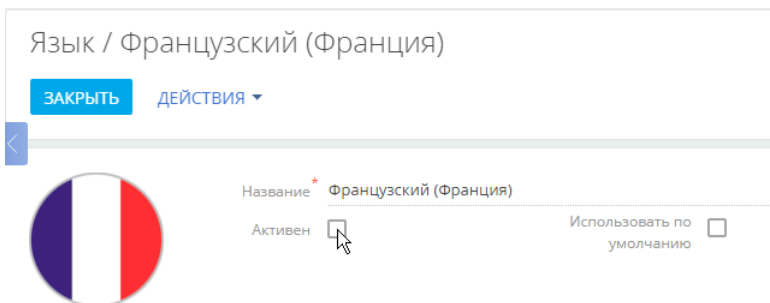 Язык / Французский (Франция)
ЗАКРЫТЬ ДЕЙСТВИЯ
Название* Французский (Франция)
Активен
Использовать по
умолчанию